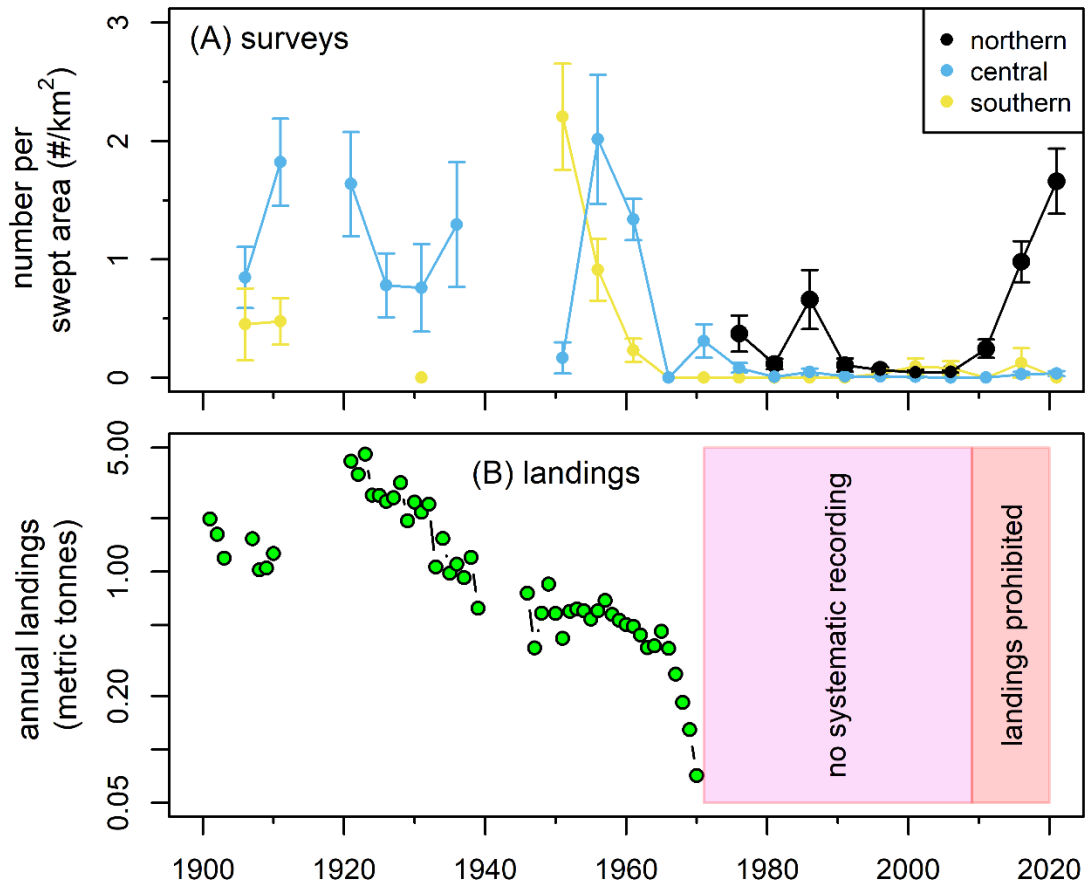 (A) surveys
northern
central
southern
number per
swept area (#/km²)
3
2
1
0
(B) landings
annual landings
(metric tonnes)
5.00
1.00
0.20
0.05
no systematic recording
landings prohibited
1900
1920
1940
1960
1980
2000
2020